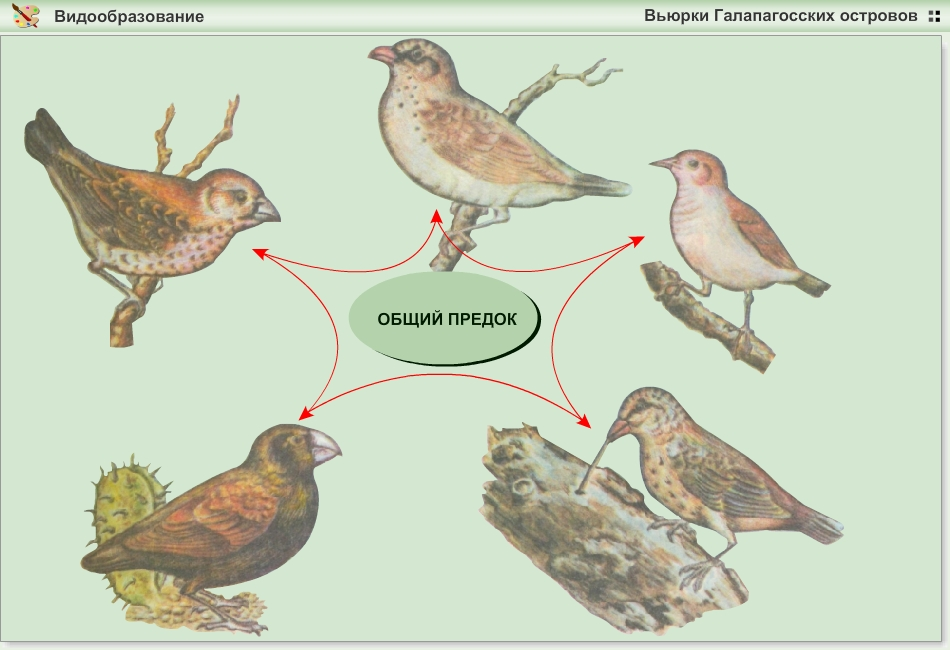 Видообразование
Вьюрки Галапагосских островов
ОБЩИЙ ПРЕДОК